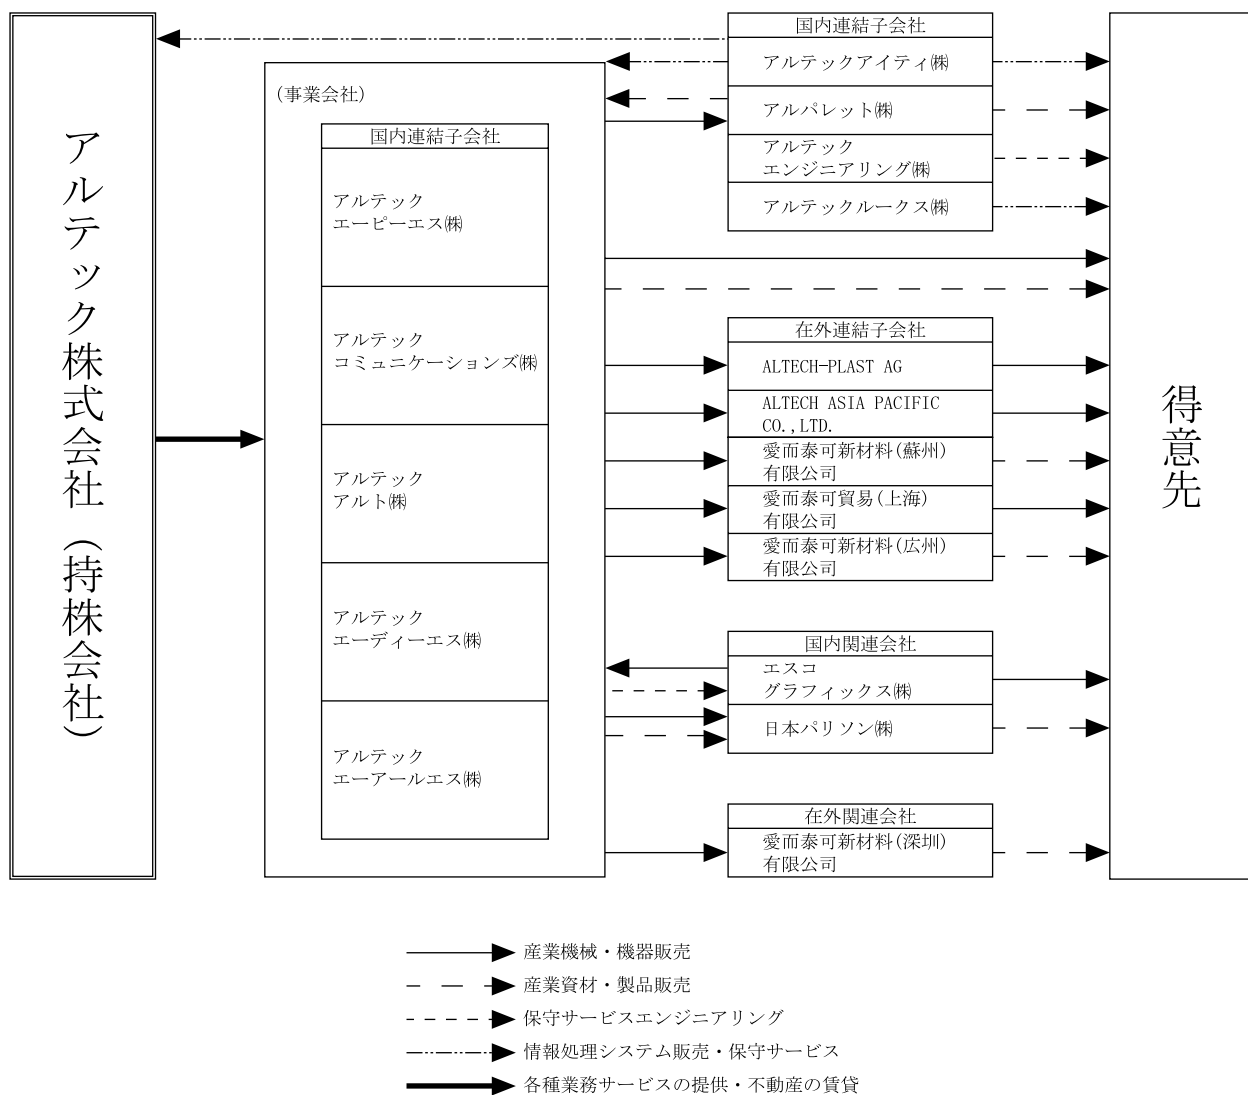 アルテック株式会社（持株会社）
（事業会社）
国内連結子会社
アルテック
エーピーエス㈱
アルテック
コミュニケーションズ㈱
アルテック
アルト㈱
アルテック
エーディーエス㈱
アルテック
エーアールエス㈱
国内連結子会社
アルテックアイティ㈱
アルパレット㈱
アルテック
エンジニアリング㈱
アルテックルークス㈱
在外連結子会社
ALTECH-PLAST AG
ALTECH ASIA PACIFIC
CO.,LTD.
愛而泰可新材料(蘇州)
有限公司
愛而泰可貿易(上海)
有限公司
愛而泰可新材料(広州)
有限公司
国内関連会社
エスコ
グラフィックス㈱
日本パリソン㈱
在外関連会社
愛而泰可新材料(深圳)
有限公司
得意先
産業機械・機器販売
産業資材・製品販売
保守サービスエンジニアリング
情報処理システム販売・保守サービス
各種業務サービスの提供・不動産の賃貸